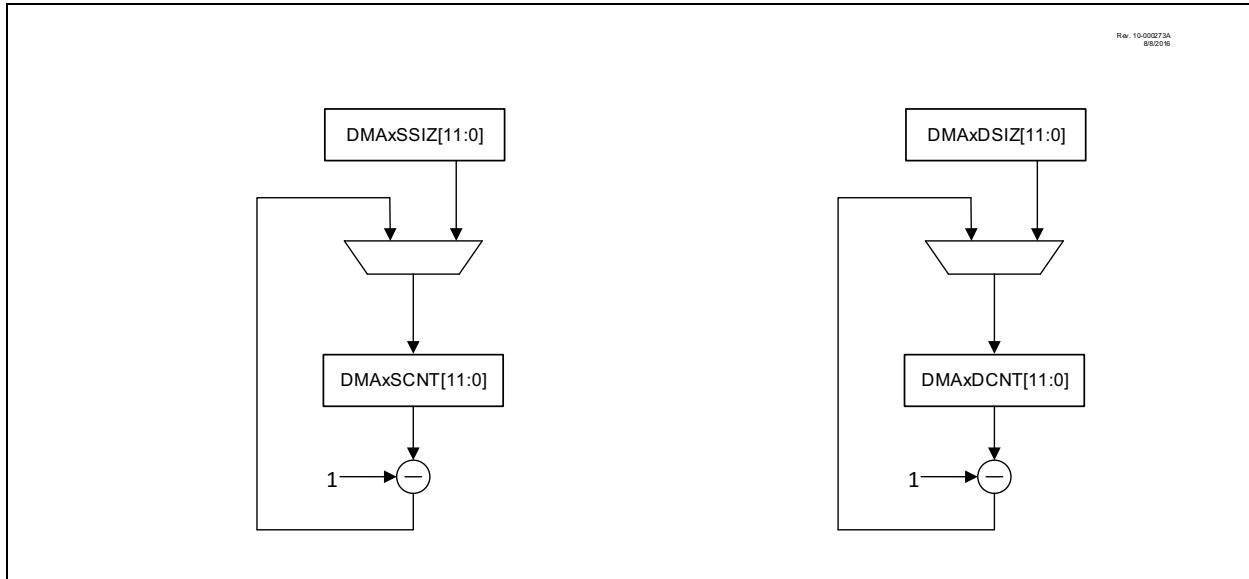 Rev. 10-000273A
8/8/2016
DMAxSSIZ[11:0]
DMAxDSIZ[11:0]
DMAxSCNT[11:0]
DMAxDCNT[11:0]
1
1